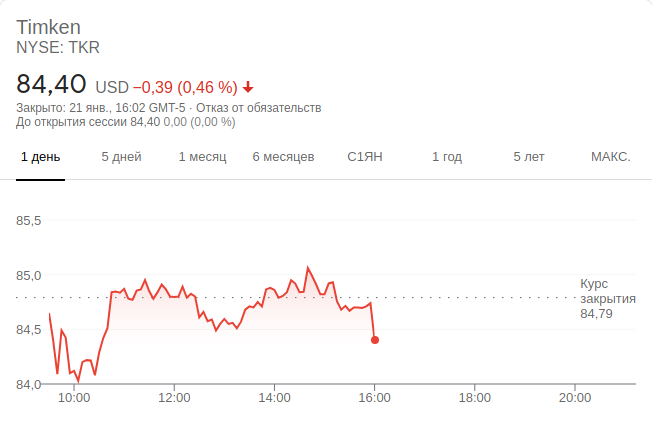 Timken
NYSE: TKR
84,40 USD −0,39 (0,46 %)
Закрыто: 21 янв., 16:02 GMT-5 · Отказ от обязательств
До открытия сессии 84,40 0,00 (0,00 %)
1 день 5 дней 1 месяц 6 месяцев С1ЯН 1 год 5 лет МАКС.
85,5
85,0
Курс
закрытия
84,79
84,5
84,0
10:00 12:00 14:00 16:00 18:00 20:00